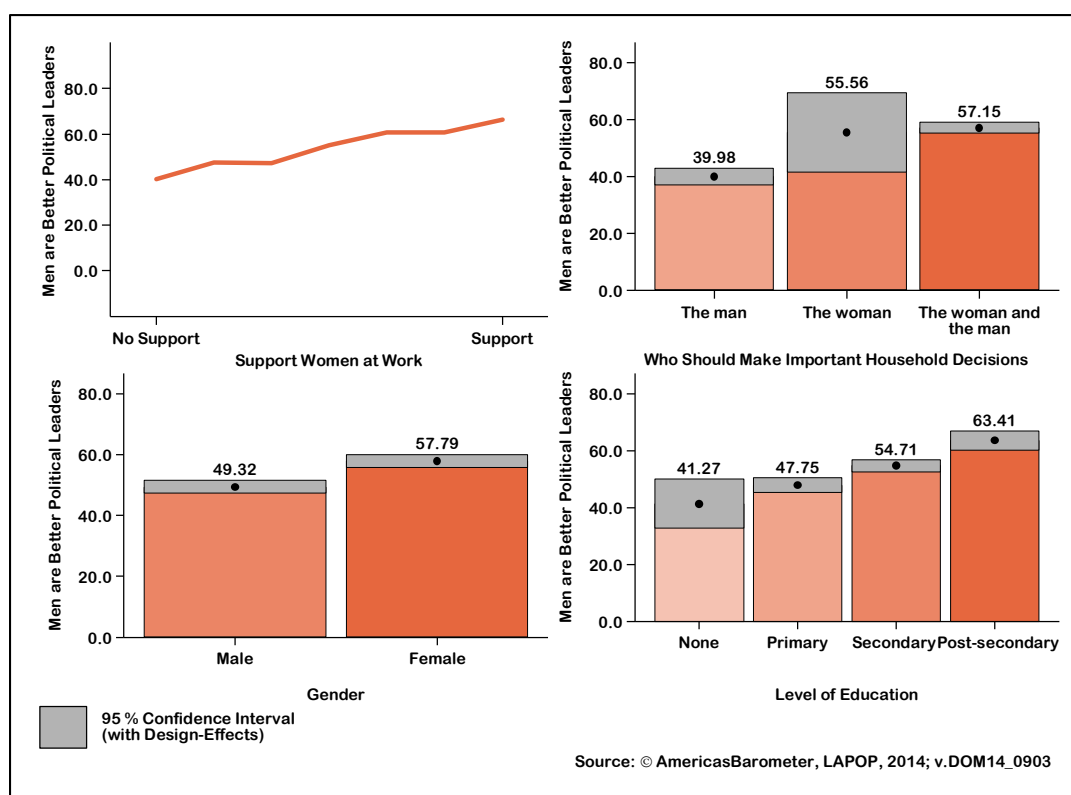 Men are Better Political Leaders
80.0
60.0
40.0
20.0
0.0
No Support
Support
Support Women at Work
Men are Better Political Leaders
80.0
60.0
40.0
20.0
0.0
39.98
55.56
57.15
The man
The woman
The woman and
the man
Who Should Make Important Household Decisions
Men are Better Political Leaders
80.0
60.0
40.0
20.0
0.0
49.32
57.79
Male
Female
Gender
Men are Better Political Leaders
80.0
60.0
40.0
20.0
0.0
41.27
47.75
54.71
63.41
None
Primary
Secondary
Post-secondary
Level of Education
95 % Confidence Interval
(with Design-Effects)
Source: © AmericasBarometer, LAPOP, 2014; v.DOM14_0903